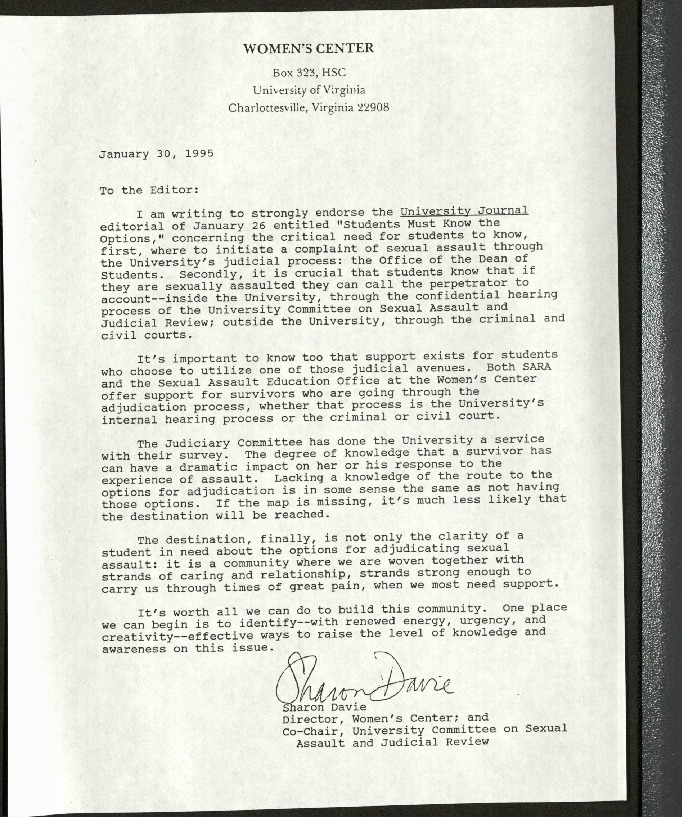 WOMEN'S CENTER
Box 323, HSC
University of Virginia
Charlottesville, Virginia 22908
January 30, 1995
To the Editor:
I am writing to strongly endorse the University Journal
editorial of January 26 entitled "Students Must Know the
Options," concerning the critical need for students to know,
first, where to initiate a complaint of sexual assault through
the University's judicial process: the Office of the Dean of
Students. Secondly, it is crucial that students know that if
they are sexually assaulted they can call the perpetrator to
account--inside the University, through the confidential hearing
process of the University Committee on Sexual Assault and
Judicial Review; outside the University, through the criminal and
civil courts.
It's important to know too that support exists for students
who choose to utilize one of those judicial avenues. Both SARA
and the Sexual Assault Education Office at the Women's Center
offer support for survivors who are going through the
adjudication process, whether that process is the University's
internal hearing process or the criminal or civil court.
The Judiciary Committee has done the University a service
with their survey. The degree of knowledge that a survivor has
can have a dramatic impact on her or his response to the
experience of assault. Lacking a knowledge of the route to the
options for adjudication is in some sense the same as not having
those options. If the map is missing, it's much less likely that
the destination will be reached.
The destination, finally, is not only the clarity of a
student in need about the options for adjudicating sexual
assault: it is a community where we are woven together with
strands of caring and relationship, strands strong enough to
carry us through times of great pain, when we most need support.
It's worth all we can do to build this community. One place
we can begin is to identify--with renewed energy, urgency, and
creativity--effective ways to raise the level of knowledge and
awareness on this issue.
Sharon Davie
Sharon Davie
Director, Women's Center; and
Co-Chair, University Committee on Sexual
Assault and Judicial Review